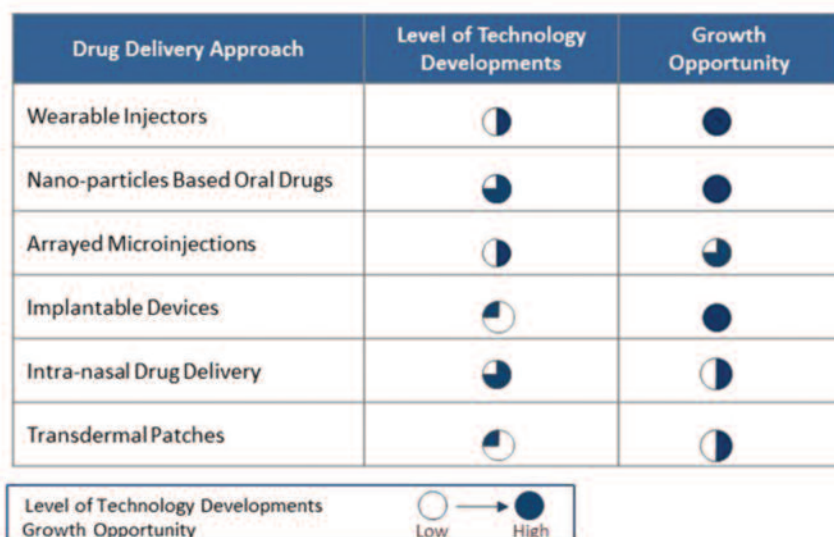 Drug Delivery Approach
Level of Technology
Developments
Growth
Opportunity
Wearable Injectors
Nano-particles Based Oral Drugs
Arrayed Microinjections
Implantable Devices
Intra-nasal Drug Delivery
Transdermal Patches
Level of Technology Developments
Growth Opportunity
Low High